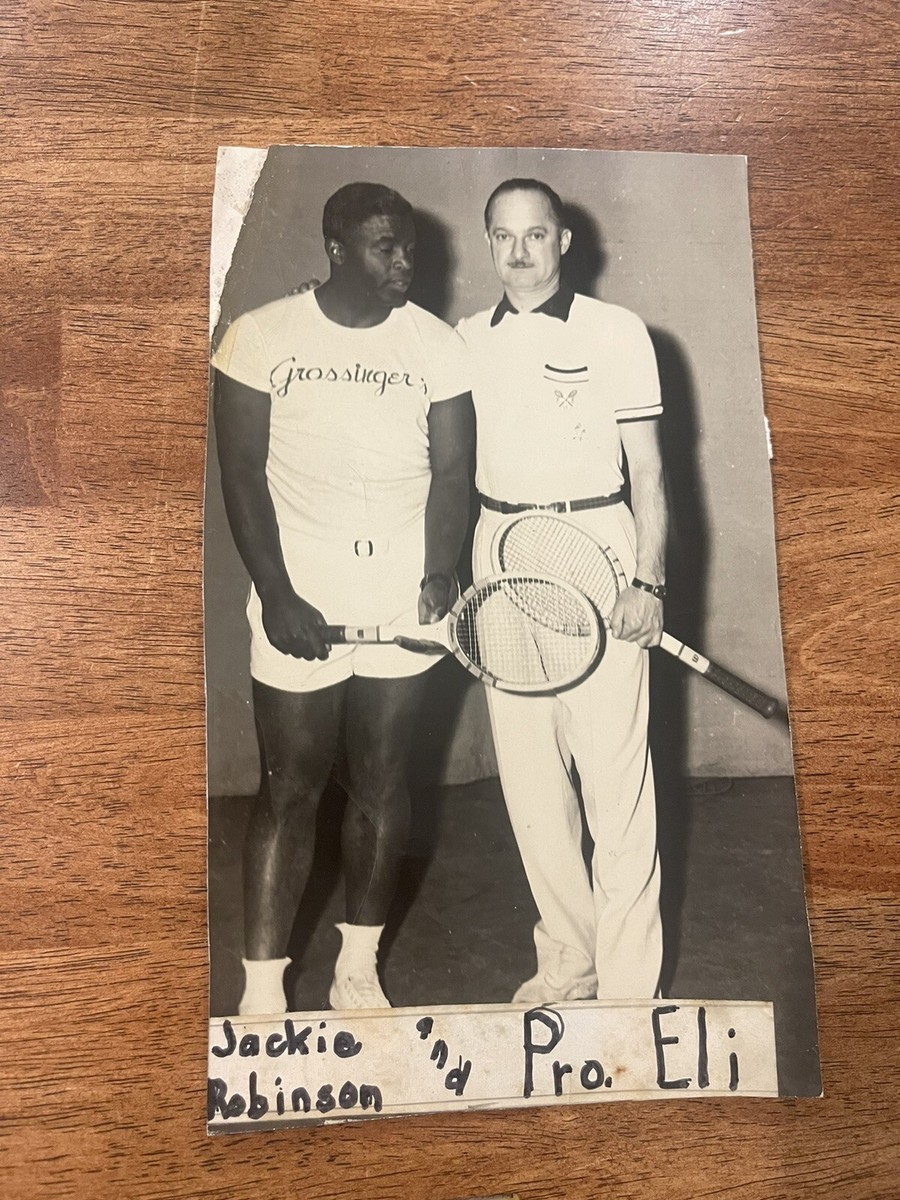 Grossinger's
Jackie and Pro. Eli
Robinson